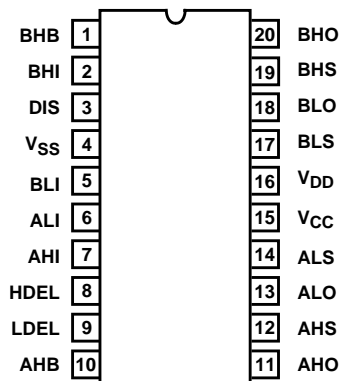 BHB 1 20 BHO
BHI 2 19 BHS
DIS 3 18 BLO
VSS 4 17 BLS
BLI 5 16 VDD
ALI 6 15 VCC
AHI 7 14 ALS
HDEL 8 13 ALO
LDEL 9 12 AHS
AHB 10 11 AHO